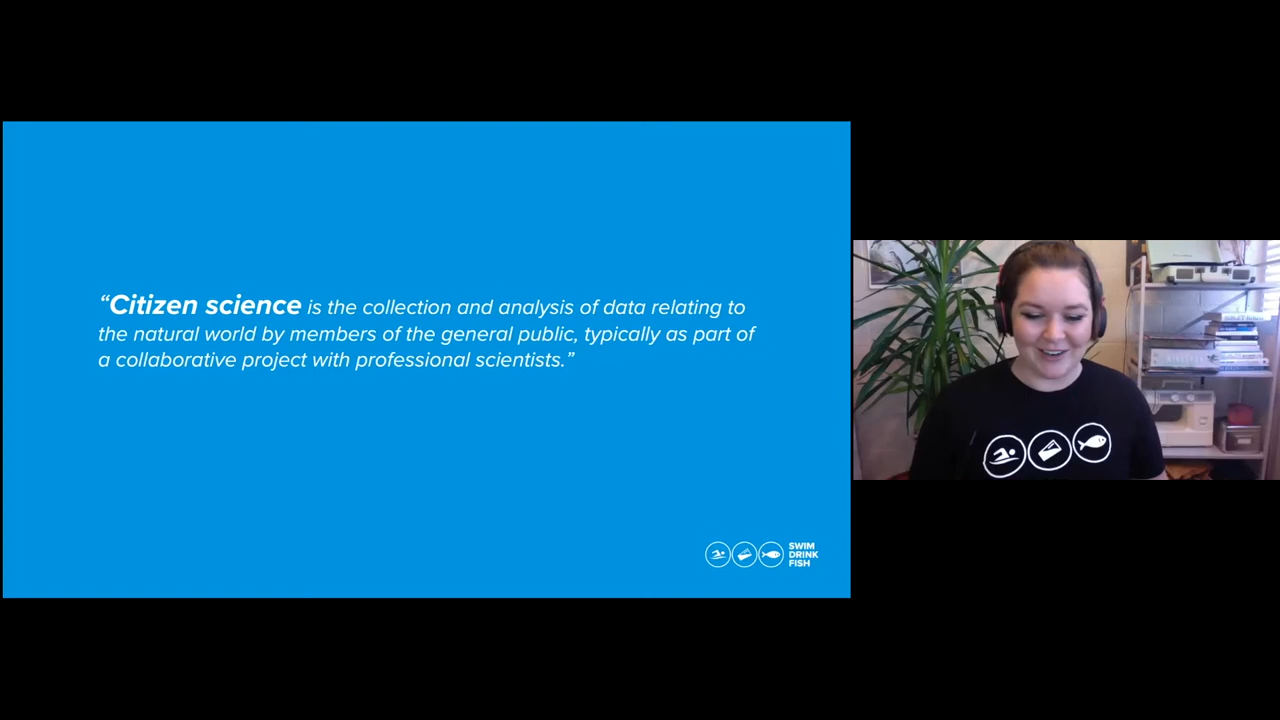 “Citizen science is the collection and analysis of data relating to
the natural world by members of the general public, typically as part of
a collaborative project with professional scientists.”
SWIM
DRINK
FISH